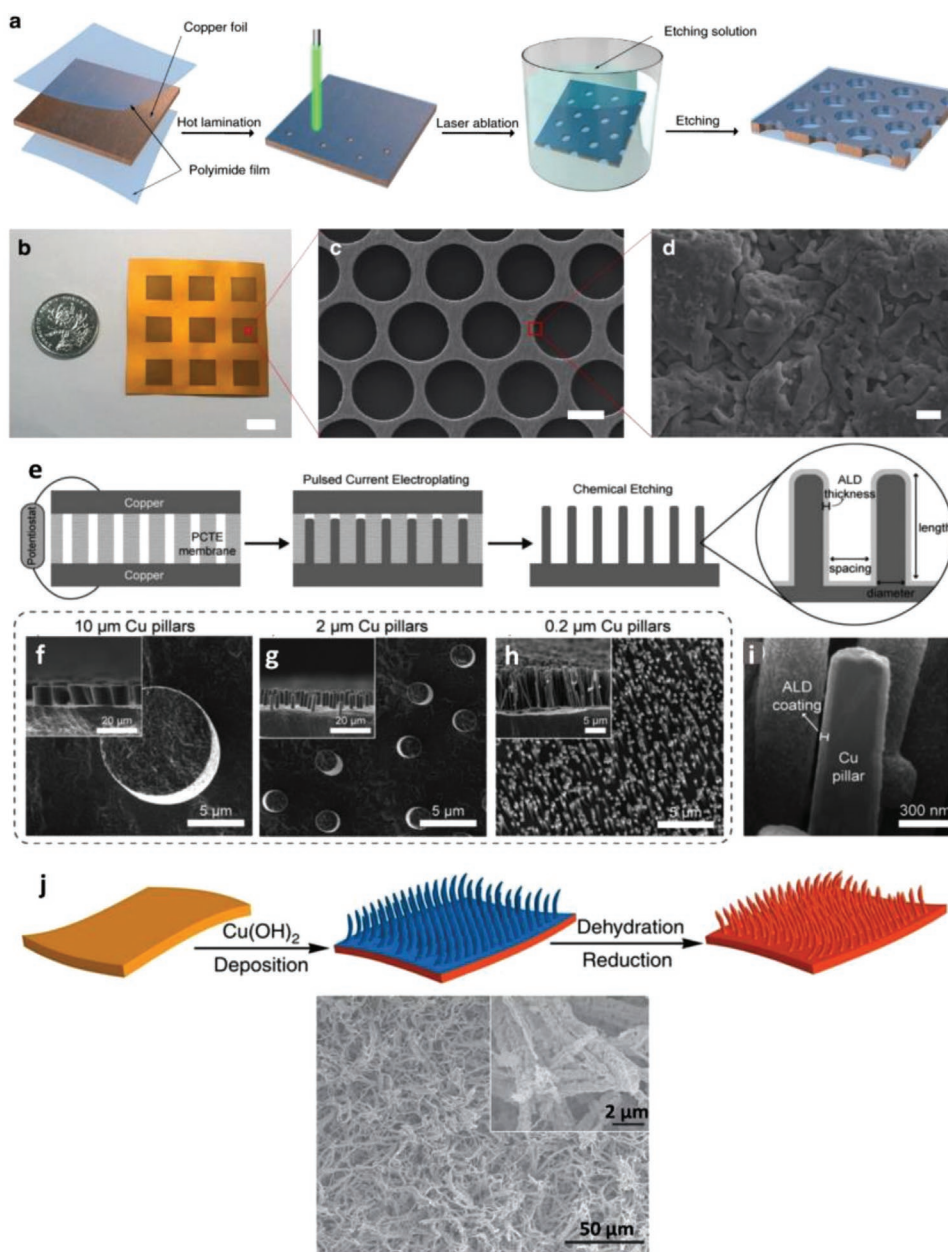 a
Copper foil
Etching solution
Hot lamination
Laser ablation
Etching
Polyimide film
b
c
d
e
Potentiostat
Copper
PCTE
membrane
Copper
Pulsed Current Electroplating
Chemical Etching
ALD
thickness
length
spacing
diameter
10 µm Cu pillars
2 µm Cu pillars
0.2 µm Cu pillars
f
20 µm
5 µm
g
20 µm
5 µm
h
5 µm
5 µm
i
ALD
coating
Cu
pillar
300 nm
j
Cu(OH)2
Deposition
Dehydration
Reduction
2 µm
50 µm